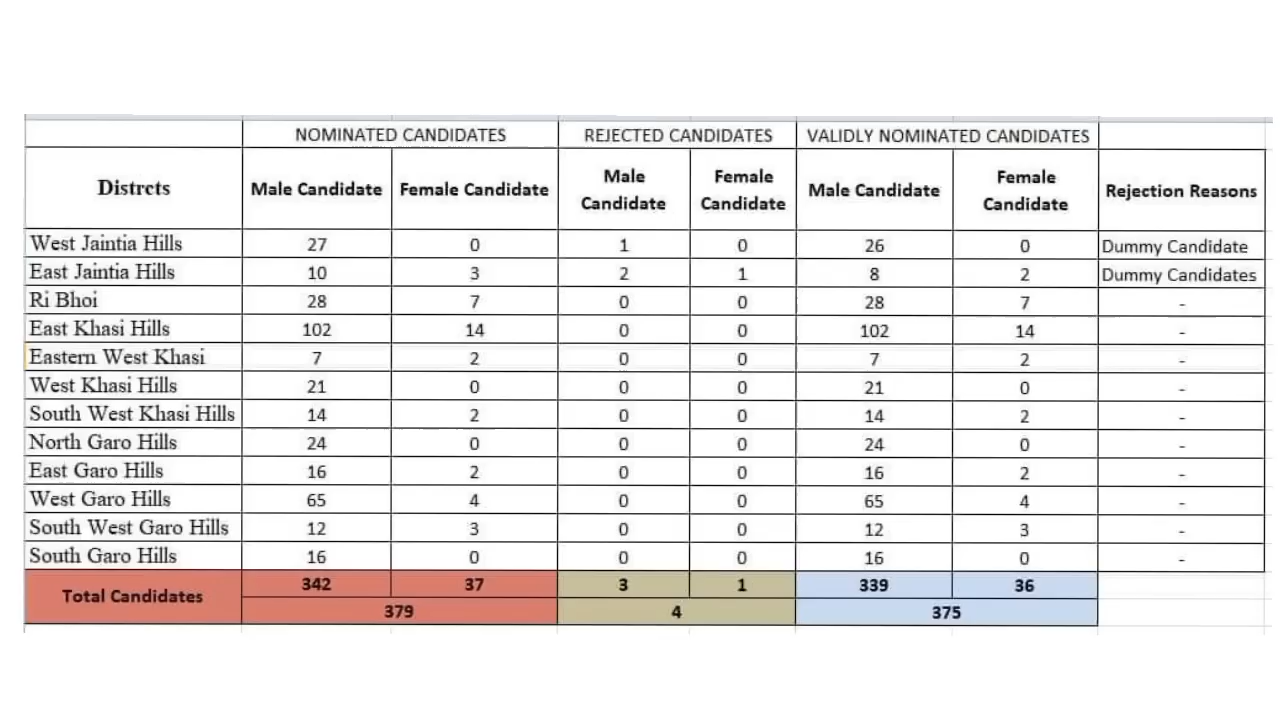 NOMINATED CANDIDATES REJECTED CANDIDATES VALIDLY NOMINATED CANDIDATES
Distrcts Male Candidate Female Candidate Male Candidate Female Candidate Male Candidate Female Candidate Rejection Reasons
West Jaintia Hills 27 0 1 0 26 0 Dummy Candidate
East Jaintia Hills 10 3 2 1 8 2 Dummy Candidates
Ri Bhoi 28 7 0 0 28 7 -
East Khasi Hills 102 14 0 0 102 14 -
Eastern West Khasi 7 2 0 0 7 2 -
West Khasi Hills 21 0 0 0 21 0 -
South West Khasi Hills 14 2 0 0 14 2 -
North Garo Hills 24 0 0 0 24 0 -
East Garo Hills 16 2 0 0 16 2 -
West Garo Hills 65 4 0 0 65 4 -
South West Garo Hills 12 3 0 0 12 3 -
South Garo Hills 16 0 0 0 16 0 -
Total Candidates 342 37 3 1 339 36
379 4 375